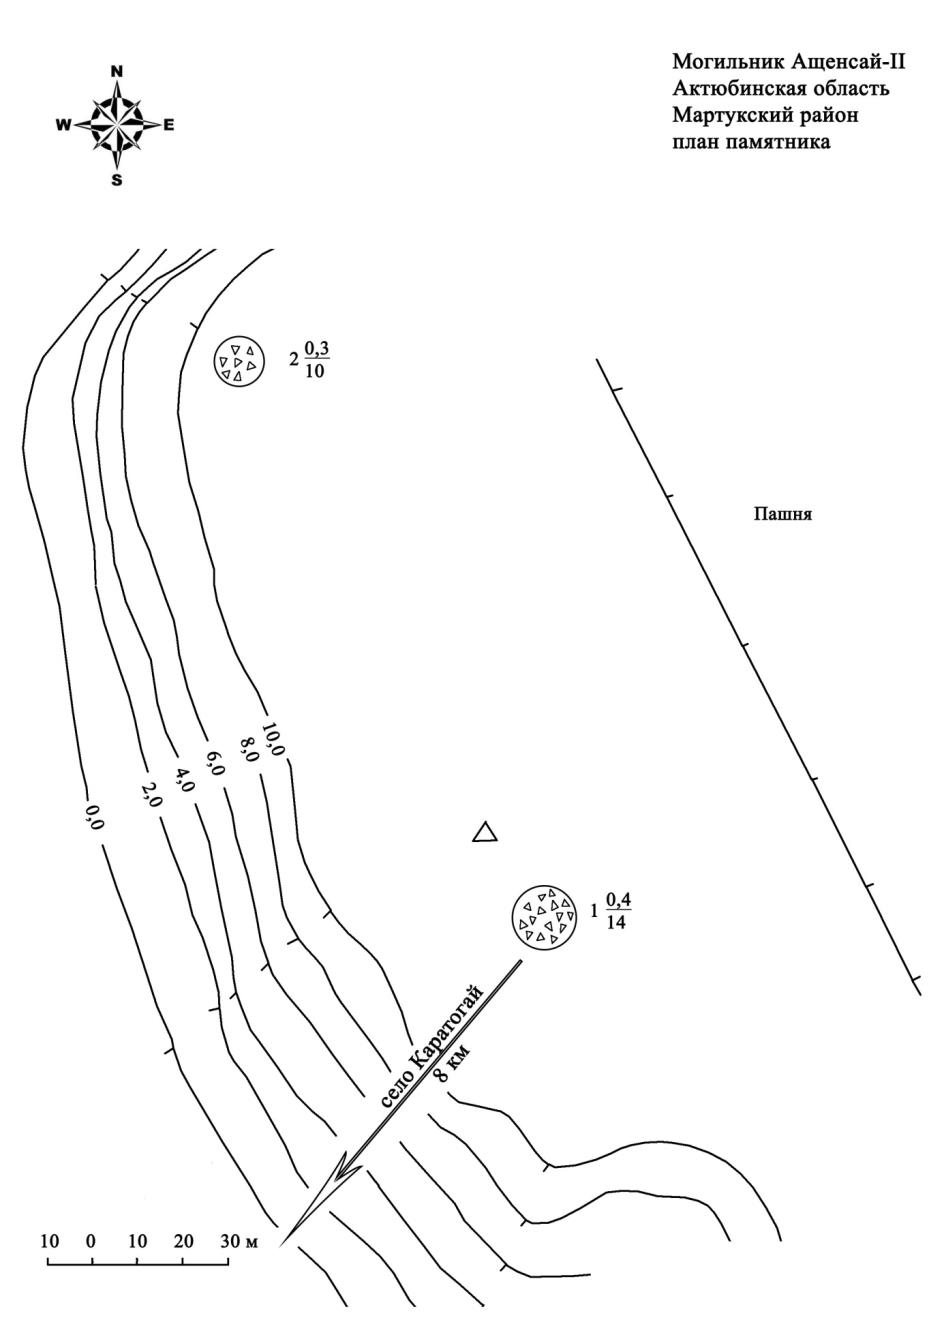 Могильник Ащенсай-II
Актюбинская область
Мартукский район
план памятника
N
W E
S
2 0,3
10
Пашня
10,0
8,0
6,0
4,0
2,0
0,0
1 0,4
14
село Каратогай
8 км
10 0 10 20 30 м